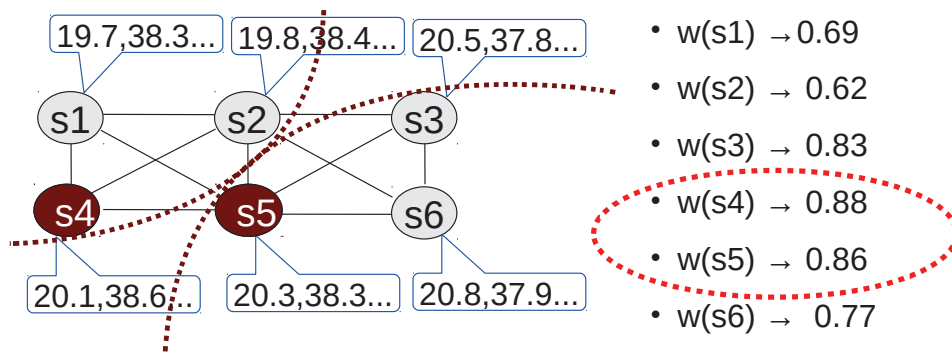 19.7,38.3...
19.8,38.4...
20.5,37.8...
s1
s2
s3
s4
s5
s6
20.1,38.6...
20.3,38.3...
20.8,37.9...
• w(s1) →0.69
• w(s2) → 0.62
• w(s3) → 0.83
• w(s4) → 0.88
• w(s5) → 0.86
• w(s6) → 0.77